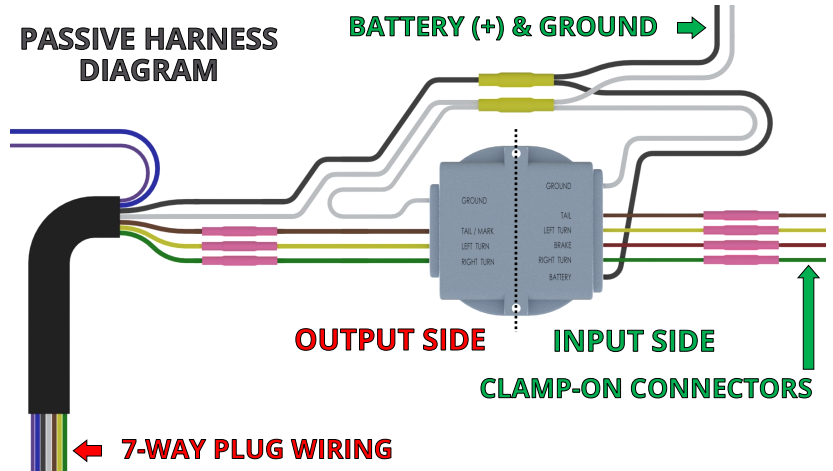 PASSIVE HARNESS
DIAGRAM
BATTERY (+) & GROUND
GROUND
TAIL / MARK
LEFT TURN
RIGHT TURN
GROUND
TAIL
LEFT TURN
BRAKE
RIGHT TURN
BATTERY
OUTPUT SIDE
INPUT SIDE
CLAMP-ON CONNECTORS
7-WAY PLUG WIRING